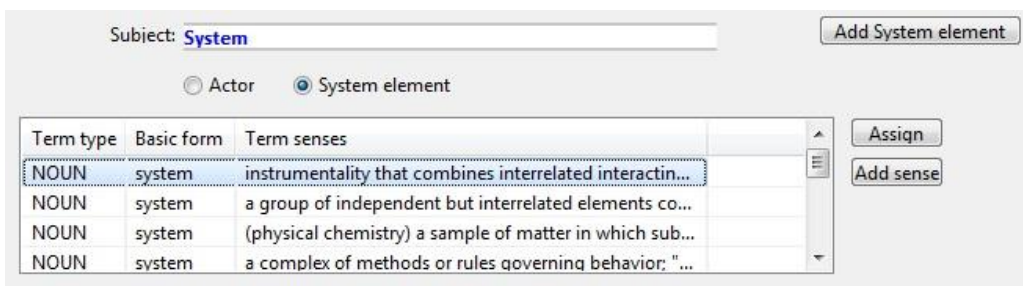 Subject: System Add System element
Actor System element
Term type Basic form Term senses
Assign
NOUN system instrumentality that combines interrelated interactin...
Add sense
NOUN system a group of independent but interrelated elements co...
NOUN system (physical chemistry) a sample of matter in which sub...
NOUN system a complex of methods or rules governing behavior; "...